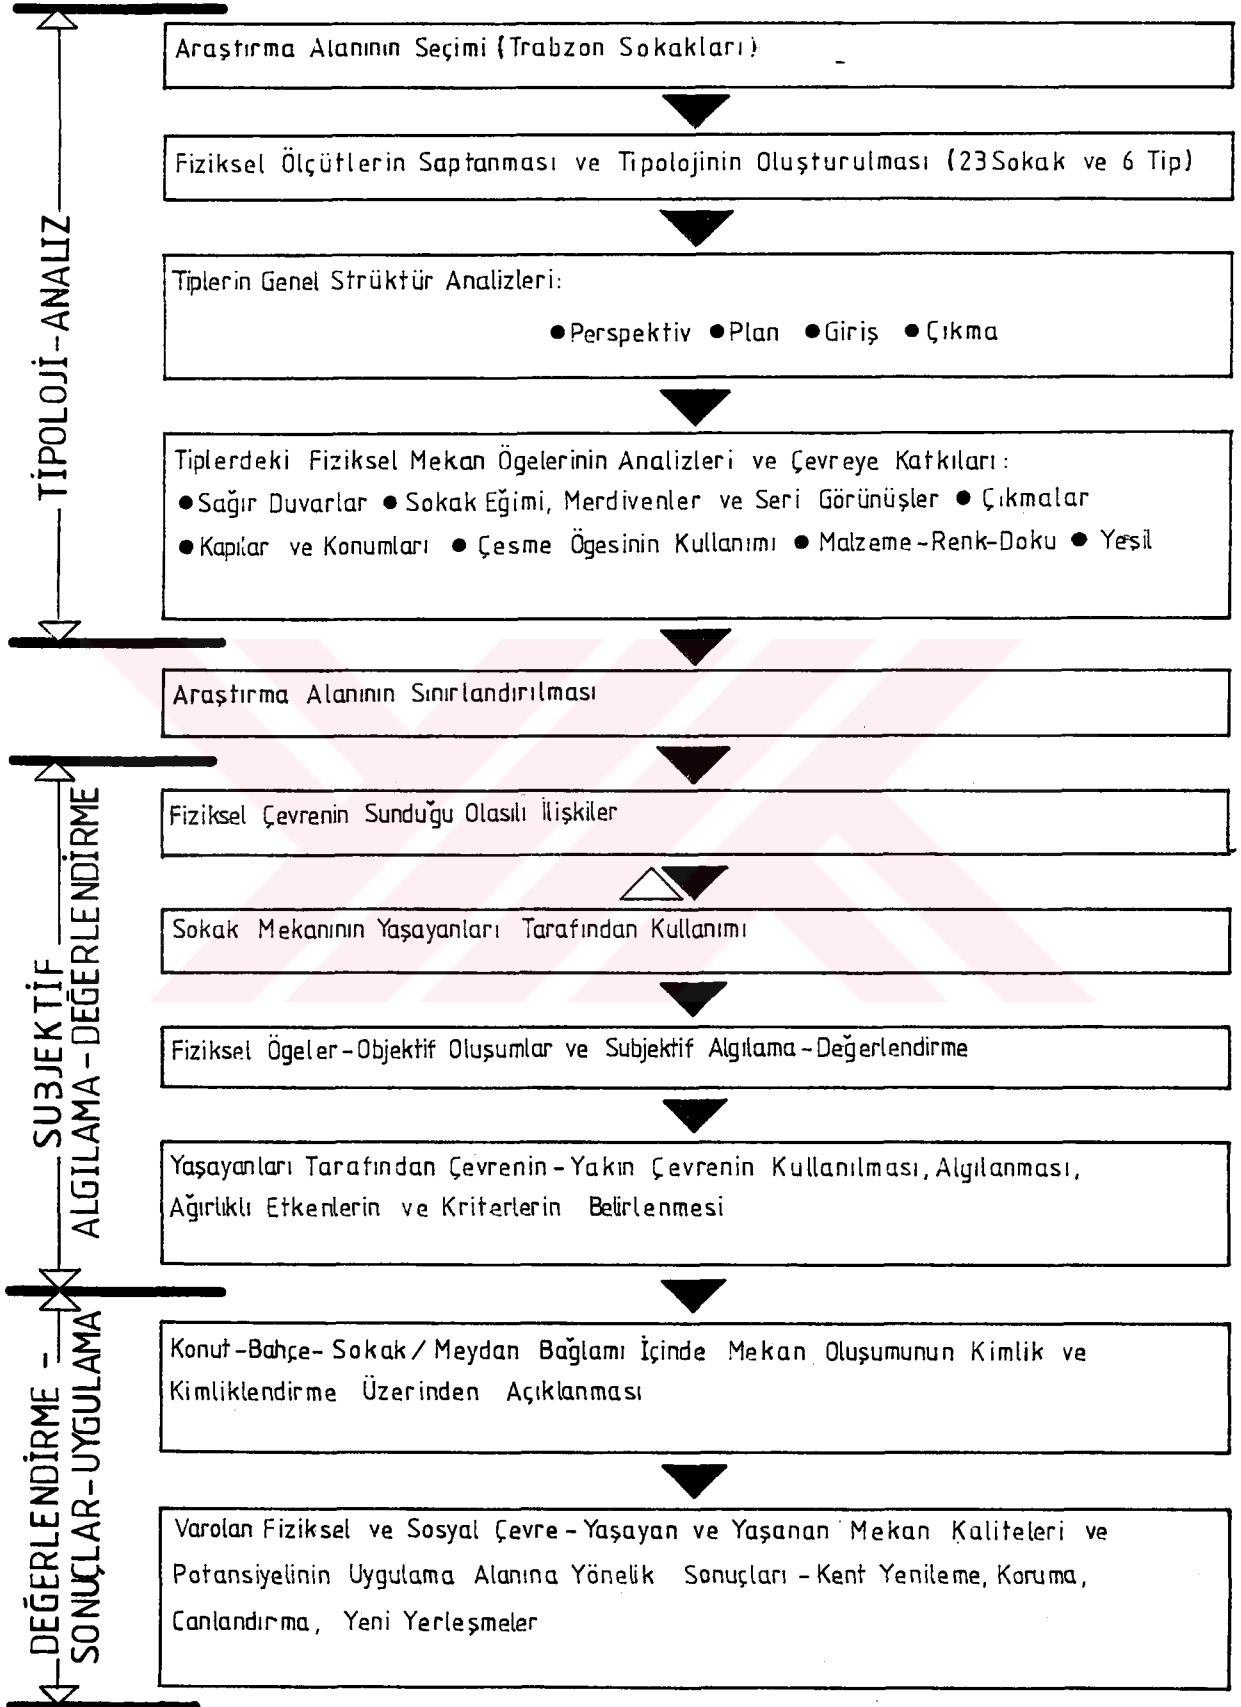 Araştırma Alanının Seçimi (Trabzon Sokakları)
Fiziksel Ölçütlerin Saptanması ve Tipolojinin Oluşturulması (23 Sokak ve 6 Tip)
Tiplerin Genel Strüktür Analizleri:
● Perspektiv ● Plan ● Giriş ● Çıkma
Tiplerdeki Fiziksel Mekan Ögelerinin Analizleri ve Çevreye Katkıları:
● Sağır Duvarlar ● Sokak Eğimi, Merdivenler ve Seri Görünüşler ● Çıkmalar
● Kapılar ve Konumları ● Çesme Ögesinin Kullanımı ● Malzeme-Renk-Doku ● Yeşil
TİPOLOJİ-ANALIZ
Araştırma Alanının Sınırlandırılması
Fiziksel Çevrenin Sunduğu Olasılı İlişkiler
Sokak Mekanının Yaşayanları Tarafından Kullanımı
Fiziksel Ögeler-Objektif Oluşumlar ve Subjektif Algılama-Değerlendirme
Yaşayanları Tarafından Çevrenin-Yakın Çevrenin Kullanılması, Algılanması,
Ağırlıklı Etkenlerin ve Kriterlerin Belirlenmesi
SUBJEKTİF
ALGILAMA-DEĞERLENDİRME
Konut-Bahçe-Sokak/Meydan Bağlamı İçinde Mekan Oluşumunun Kimlik ve
Kimliklendirme Üzerinden Açıklanması
Varolan Fiziksel ve Sosyal Çevre-Yaşayan ve Yaşanan Mekan Kaliteleri ve
Potansiyelinin Uygulama Alanına Yönelik Sonuçları-Kent Yenileme, Koruma,
Canlandırma, Yeni Yerleşmeler
DEĞERLENDİRME-
SONUÇLAR-UYGULAMA